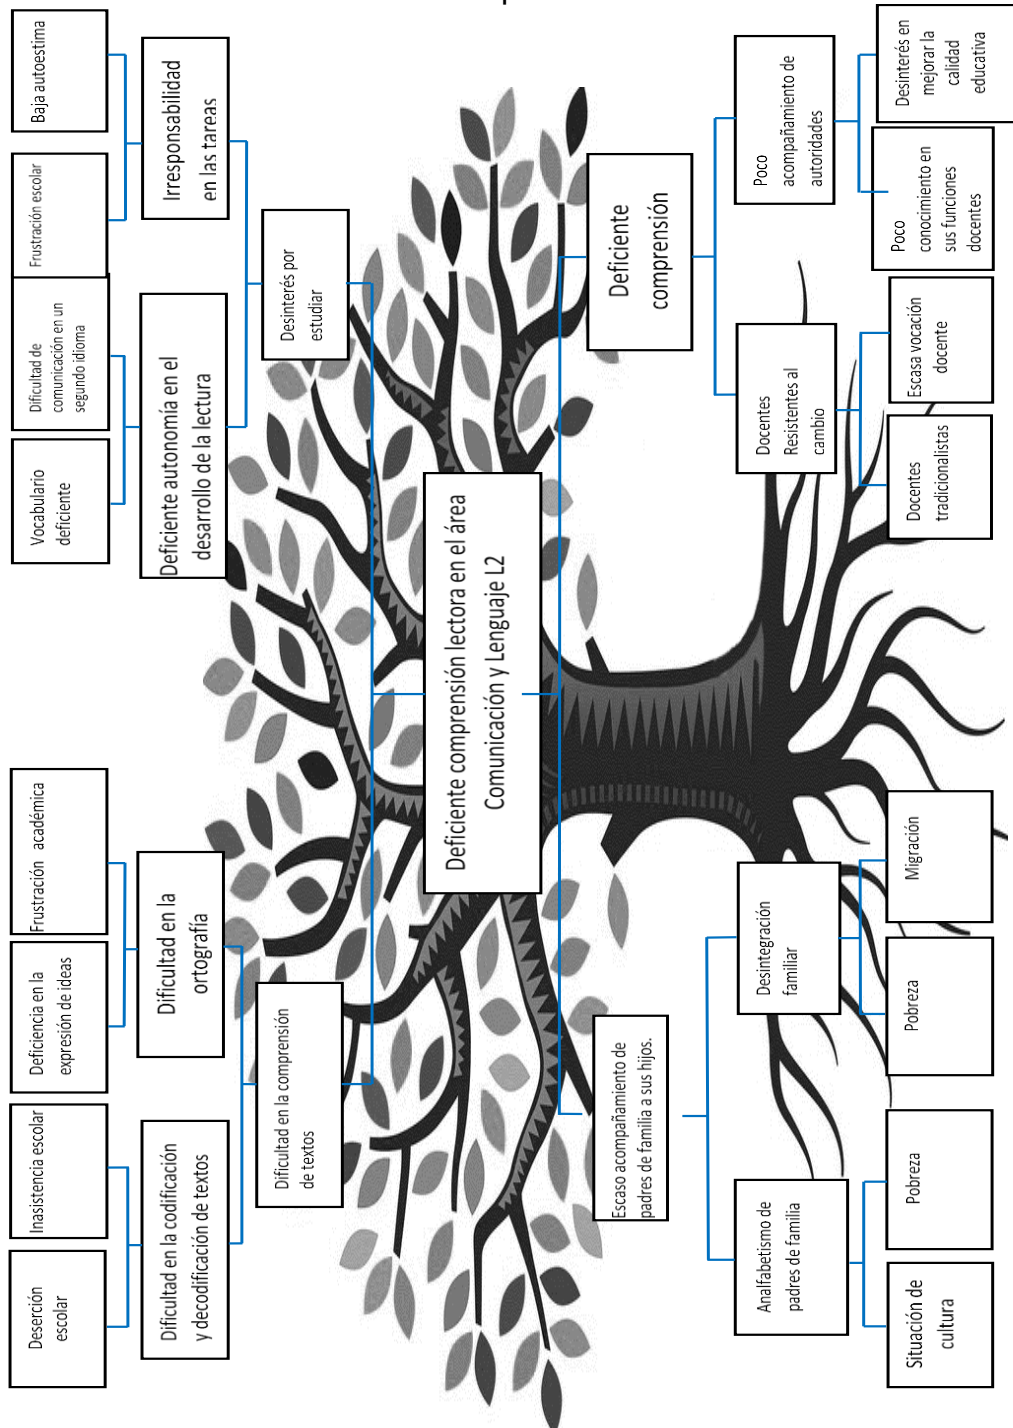 Deserción
escolar
Inasistencia escolar
Deficiencia en la
expresión de ideas
Frustración académica
Vocabulario
deficiente
Dificultad de
comunicación en un
segundo idioma
Frustración escolar
Baja autoestima
Dificultad en la codificación
y decodificación de textos
Dificultad en la
ortografía
Deficiente autonomía en el
desarrollo de la lectura
Irresponsabilidad
en las tareas
Dificultad en la comprensión
de textos
Desinterés por
estudiar
Deficiente comprensión lectora en el área
Comunicación y Lenguaje L2
Escaso acompañamiento de
padres de familia a sus hijos.
Deficiente
comprensión
Analfabetismo de
padres de familia
Desintegración
familiar
Docentes
Resistentes al
cambio
Poco
acompañamiento de
autoridades
Situación de
cultura
Pobreza
Pobreza
Migración
Docentes
tradicionalistas
Escasa vocación
docente
Poco
conocimiento en
sus funciones
docentes
Desinterés en
mejorar la
calidad
educativa